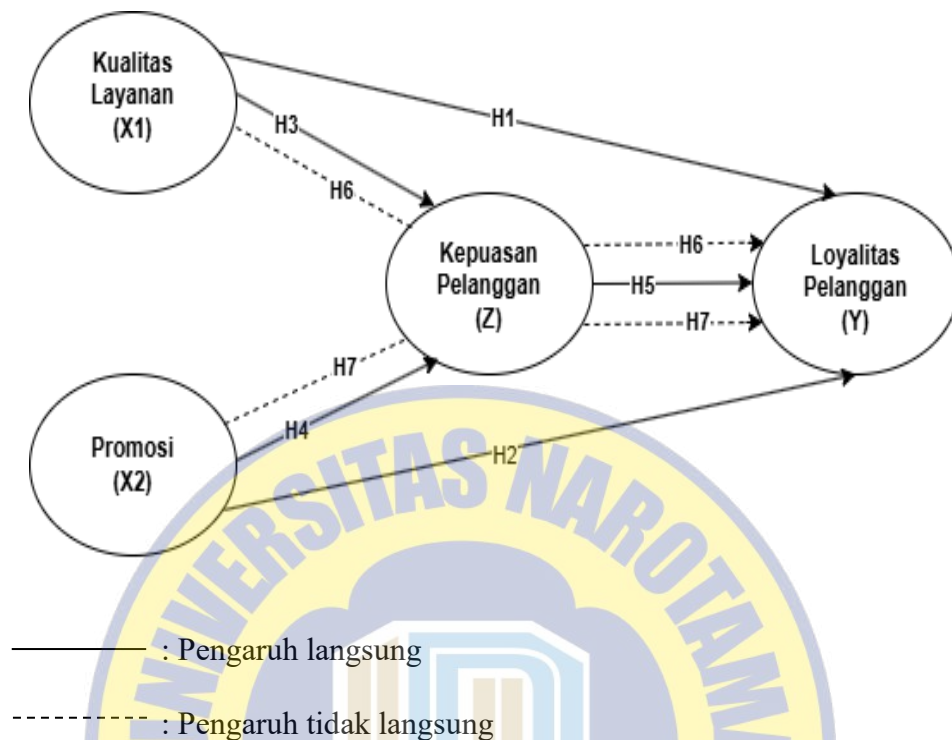 Kualitas
Layanan
(X1)
H1
H3
H6
Kepuasan
Pelanggan
(Z)
H6
H5
H7
Loyalitas
Pelanggan
(Y)
H7
H4
H2
Promosi
(X2)
UNIVERSITAS NAROTAMA
: Pengaruh langsung
: Pengaruh tidak langsung